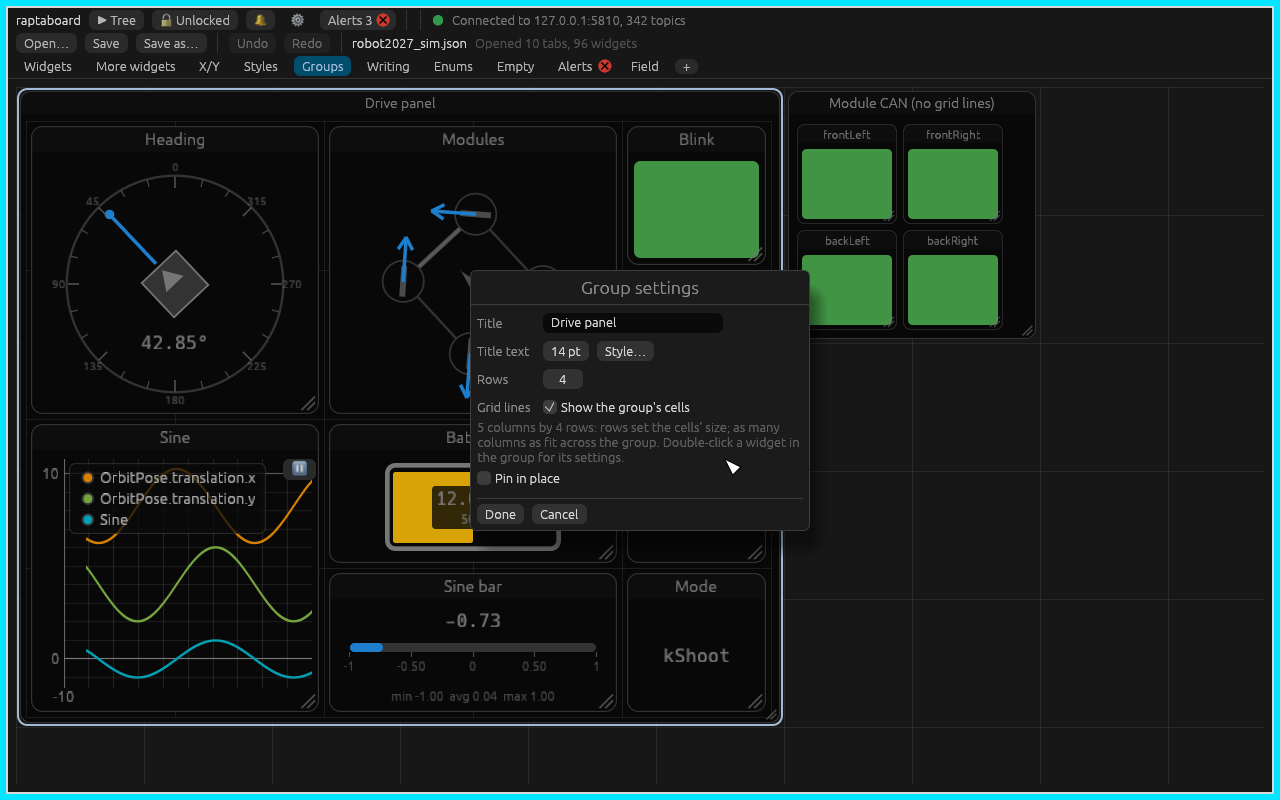 raptaboard ▶ Tree 🔓 Unlocked 🔔 ⚙ Alerts 3 Connected to 127.0.0.1:5810, 342 topics
Open… Save Save as… Undo Redo robot2027_sim.json Opened 10 tabs, 96 widgets
Widgets More widgets X/Y Styles Groups Writing Enums Empty Alerts Field +
Drive panel
Module CAN (no grid lines)
Heading
Modules
Blink
frontLeft
frontRight
0
45
315
90
270
42.85°
135
225
180
backLeft
backRight
Group settings
Title Drive panel
Title text 14 pt Style…
Rows 4
Grid lines Show the group's cells
5 columns by 4 rows: rows set the cells' size; as many
columns as fit across the group. Double-click a widget in
the group for its settings.
Pin in place
Done Cancel
Sine
10
OrbitPose.translation.x
OrbitPose.translation.y
Sine
0
-10
Bat
12.
Sine bar
-0.73
-1 -0.50 0 0.50 1
min -1.00 avg 0.04 max 1.00
Mode
kShoot